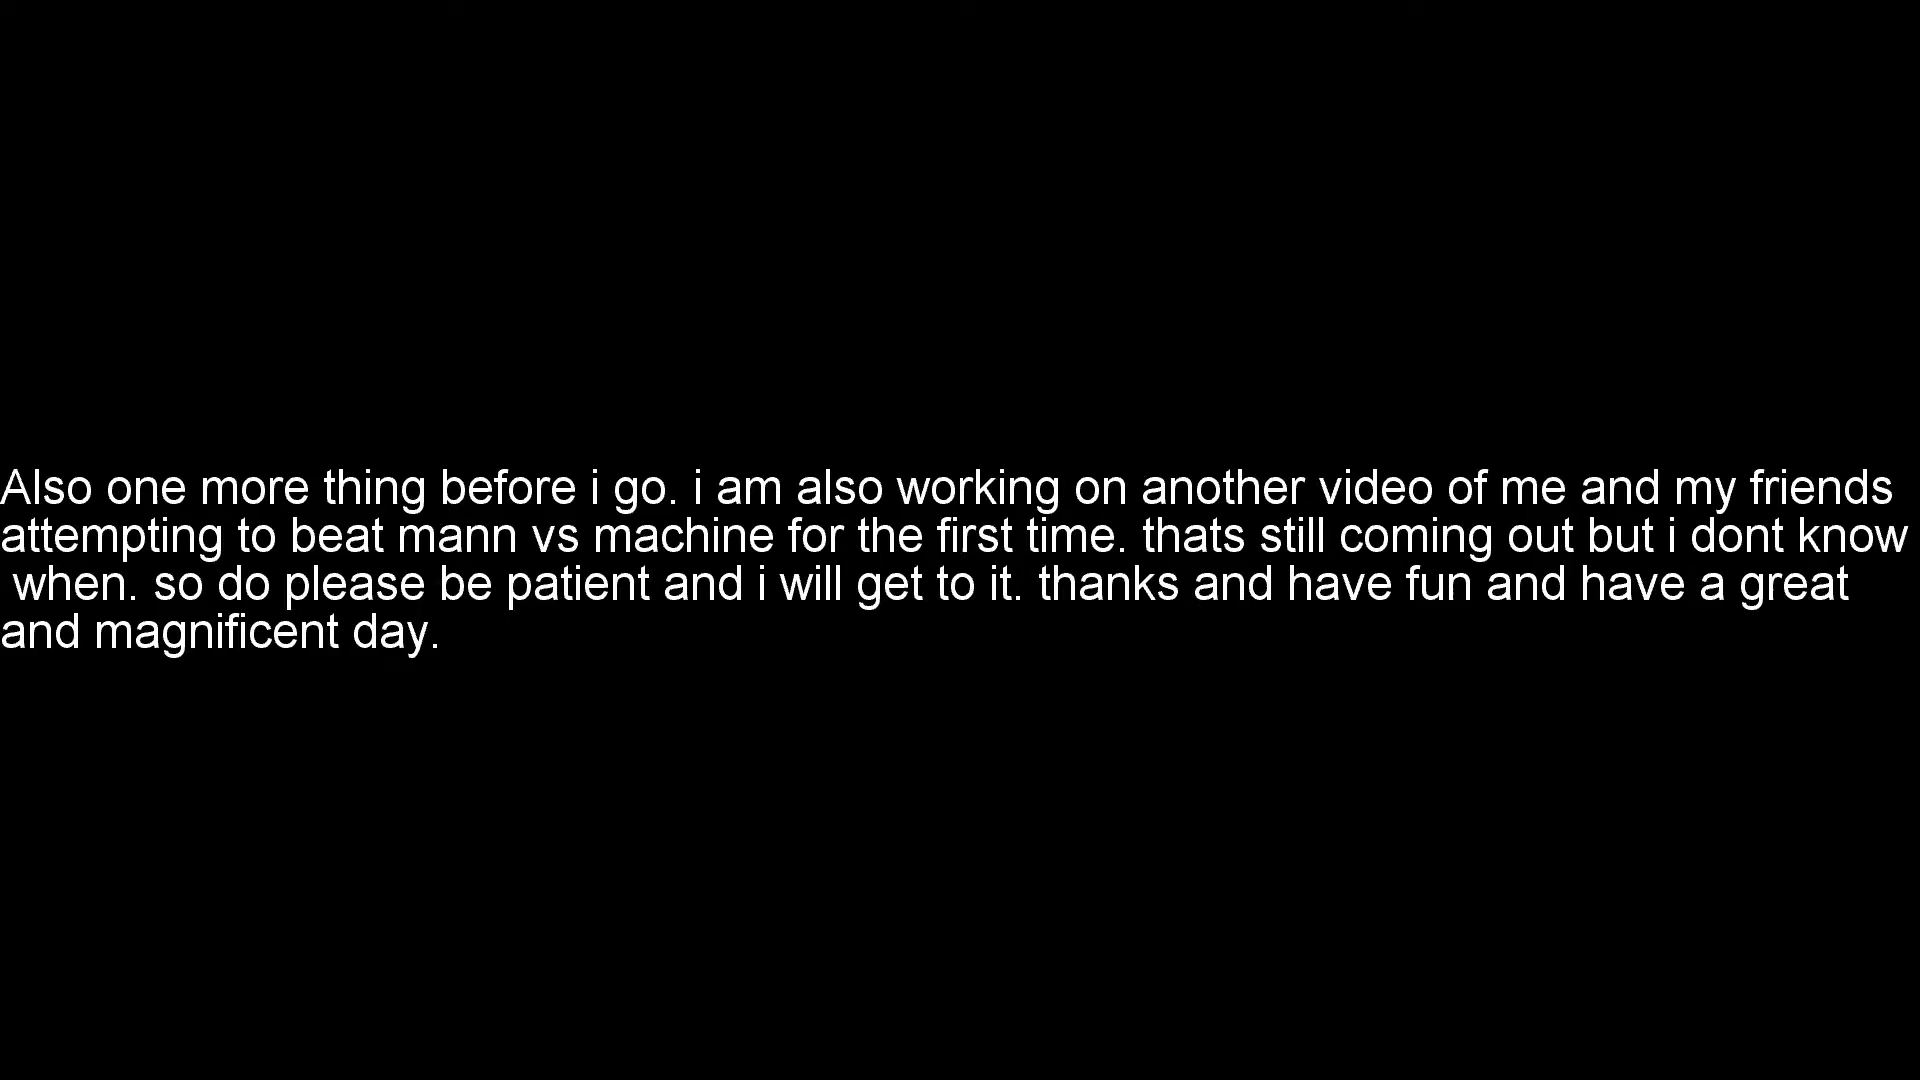 Also one more thing before i go. i am also working on another video of me and my friends
attempting to beat mann vs machine for the first time. thats still coming out but i dont know
when. so do please be patient and i will get to it. thanks and have fun and have a great
and magnificent day.